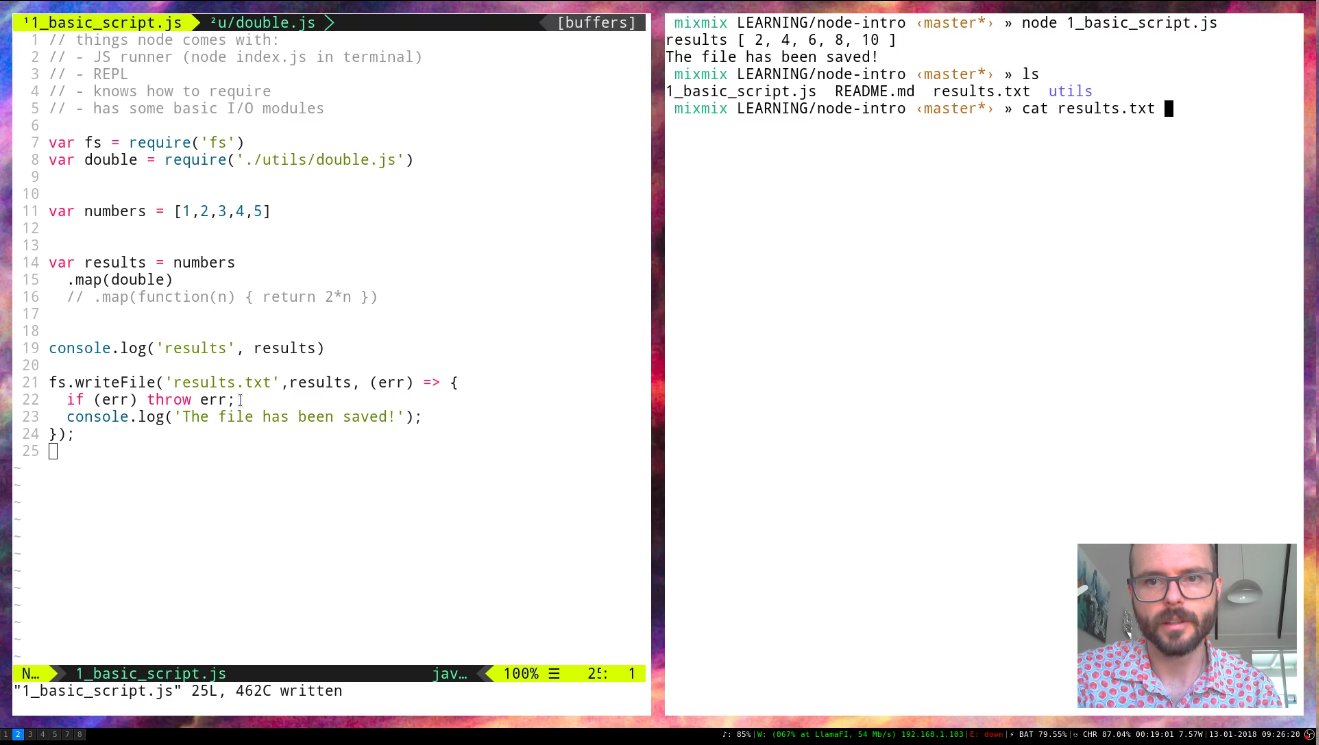 ¹1_basic_script.js ²u/double.js [buffers]
1 // things node comes with:
2 // - JS runner (node index.js in terminal)
3 // - REPL
4 // - knows how to require
5 // - has some basic I/O modules
6
7 var fs = require('fs')
8 var double = require('./utils/double.js')
9
10
11 var numbers = [1,2,3,4,5]
12
13
14 var results = numbers
15 .map(double)
16 // .map(function(n) { return 2*n })
17
18
19 console.log('results', results)
20
21 fs.writeFile('results.txt',results, (err) => {
22 if (err) throw err;
23 console.log('The file has been saved!');
24 });
25
~
~
~
~
~
~
~
~
~
~
~
~
N… 1_basic_script.js jav… 100% ☰ 25: 1
"1_basic_script.js" 25L, 462C written
mixmix LEARNING/node-intro ‹master*› » node 1_basic_script.js
results [ 2, 4, 6, 8, 10 ]
The file has been saved!
mixmix LEARNING/node-intro ‹master*› » ls
1_basic_script.js README.md results.txt utils
mixmix LEARNING/node-intro ‹master*› » cat results.txt
1 2 3 4 5 6 7 8
♪: 85%|W: (067% at LlamaFI, 54 Mb/s) 192.168.1.103|E: down|⚡ BAT 79.55%|☺ CHR 87.04% 00:19:01 7.57W|13-01-2018 09:26:20